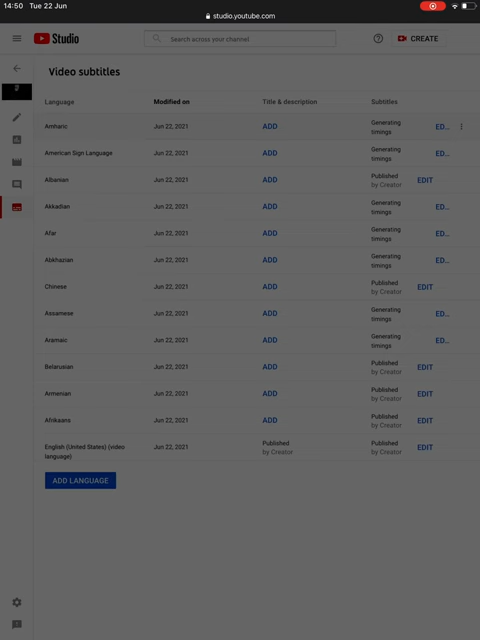 14:50 Tue 22 Jun
studio.youtube.com
Studio
Search across your channel
CREATE
Video subtitles
Language Modified on Title & description Subtitles
Amharic Jun 22, 2021 ADD Generating timings ED...
American Sign Language Jun 22, 2021 ADD Generating timings ED...
Albanian Jun 22, 2021 ADD Published by Creator EDIT
Akkadian Jun 22, 2021 ADD Generating timings ED...
Afar Jun 22, 2021 ADD Generating timings ED...
Abkhazian Jun 22, 2021 ADD Generating timings ED...
Chinese Jun 22, 2021 ADD Published by Creator EDIT
Assamese Jun 22, 2021 ADD Generating timings ED...
Aramaic Jun 22, 2021 ADD Generating timings ED...
Belarusian Jun 22, 2021 ADD Published by Creator EDIT
Armenian Jun 22, 2021 ADD Published by Creator EDIT
Afrikaans Jun 22, 2021 ADD Published by Creator EDIT
English (United States) (video language) Jun 22, 2021 Published by Creator Published by Creator EDIT
ADD LANGUAGE